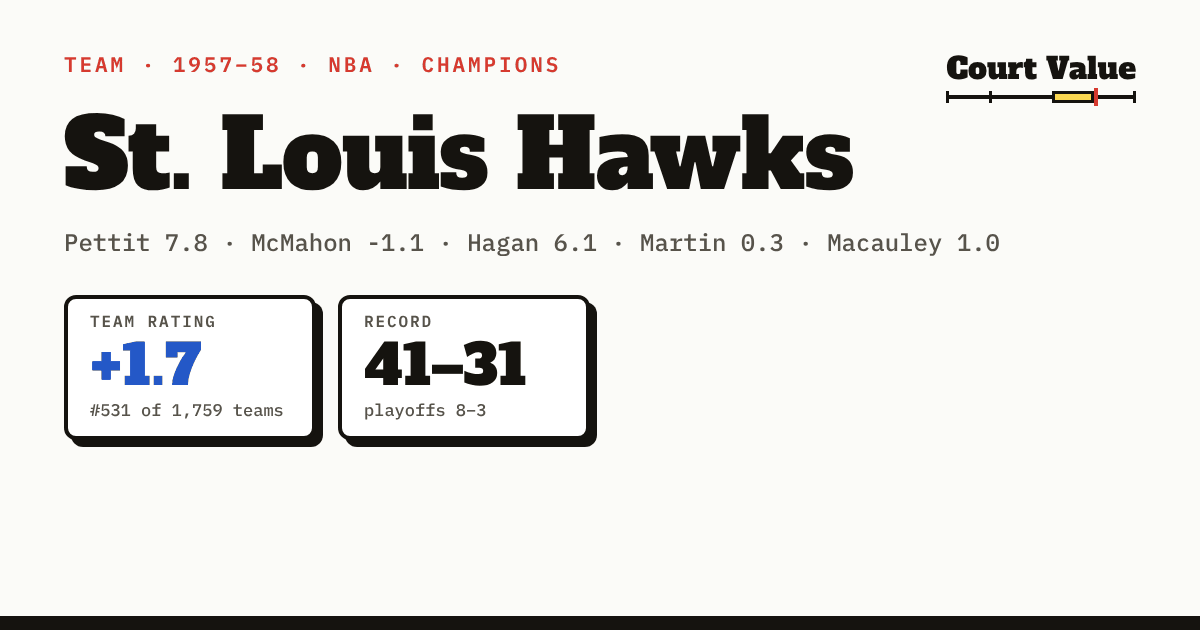 TEAM · 1957–58 · NBA · CHAMPIONS
Court Value
St. Louis Hawks
Pettit 7.8 · McMahon -1.1 · Hagan 6.1 · Martin 0.3 · Macauley 1.0
TEAM RATING
+1.7
#531 of 1,759 teams
RECORD
41–31
playoffs 8–3